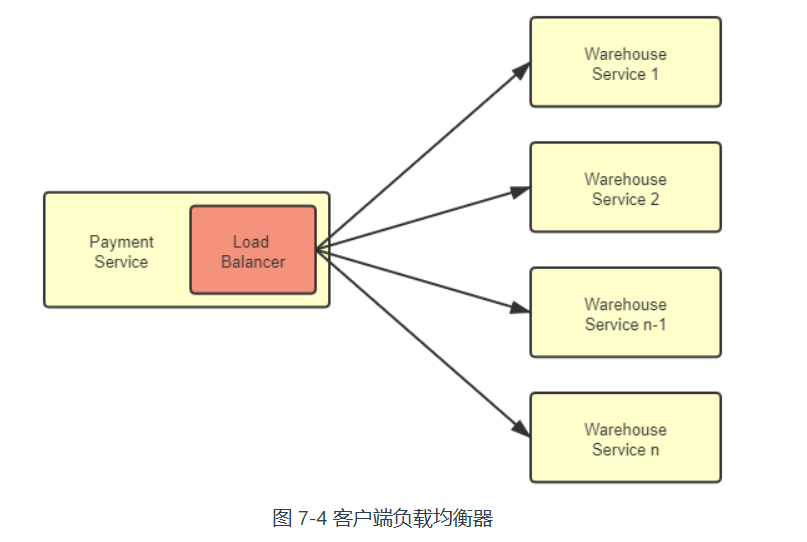 Payment
Service
Load
Balancer
Warehouse
Service 1
Warehouse
Service 2
Warehouse
Service n-1
Warehouse
Service n
图 7-4 客户端负载均衡器